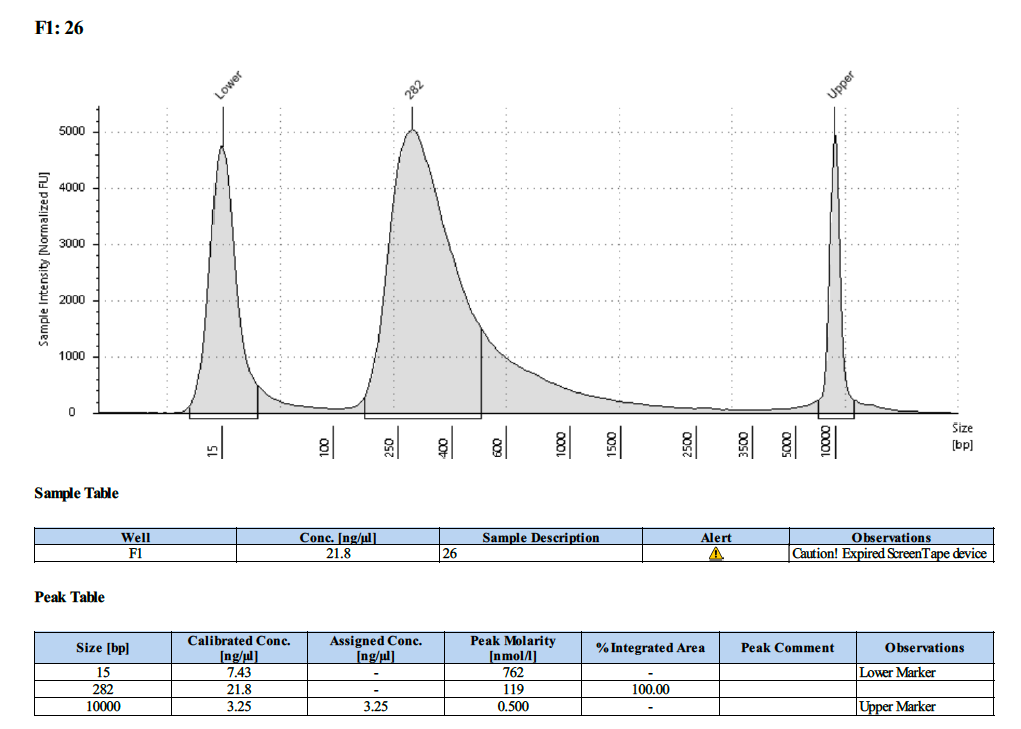 F1: 26
Lower
282
Upper
Sample Intensity [Normalized FU]
5000
4000
3000
2000
1000
0
15
100
250
400
600
1000
1500
2500
3500
5000
10000
Size
[bp]
Sample Table
Well Conc. [ng/µl] Sample Description Alert Observations
F1 21.8 26 Caution! Expired ScreenTape device
Peak Table
Size [bp] Calibrated Conc. [ng/µl] Assigned Conc. [ng/µl] Peak Molarity [nmol/l] % Integrated Area Peak Comment Observations
15 7.43 - 762 - Lower Marker
282 21.8 - 119 100.00
10000 3.25 3.25 0.500 - Upper Marker